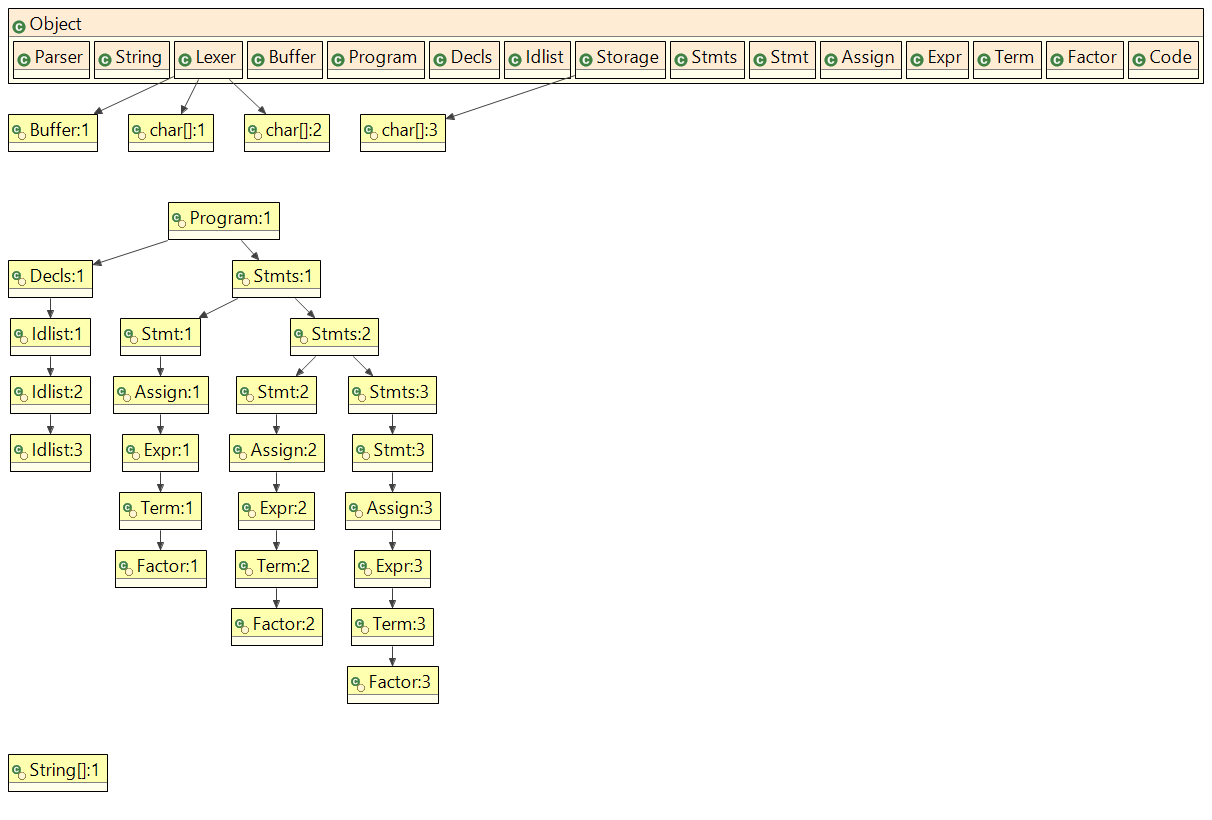 Object
Parser String Lexer Buffer Program Decls Idlist Storage Stmts Stmt Assign Expr Term Factor Code
Buffer:1 char[]:1 char[]:2 char[]:3
Program:1
Decls:1 Stmts:1
Idlist:1 Stmt:1 Stmts:2
Idlist:2 Assign:1 Stmt:2 Stmts:3
Idlist:3 Expr:1 Assign:2 Stmt:3
Term:1 Expr:2 Assign:3
Factor:1 Term:2 Expr:3
Factor:2 Term:3
Factor:3
String[]:1